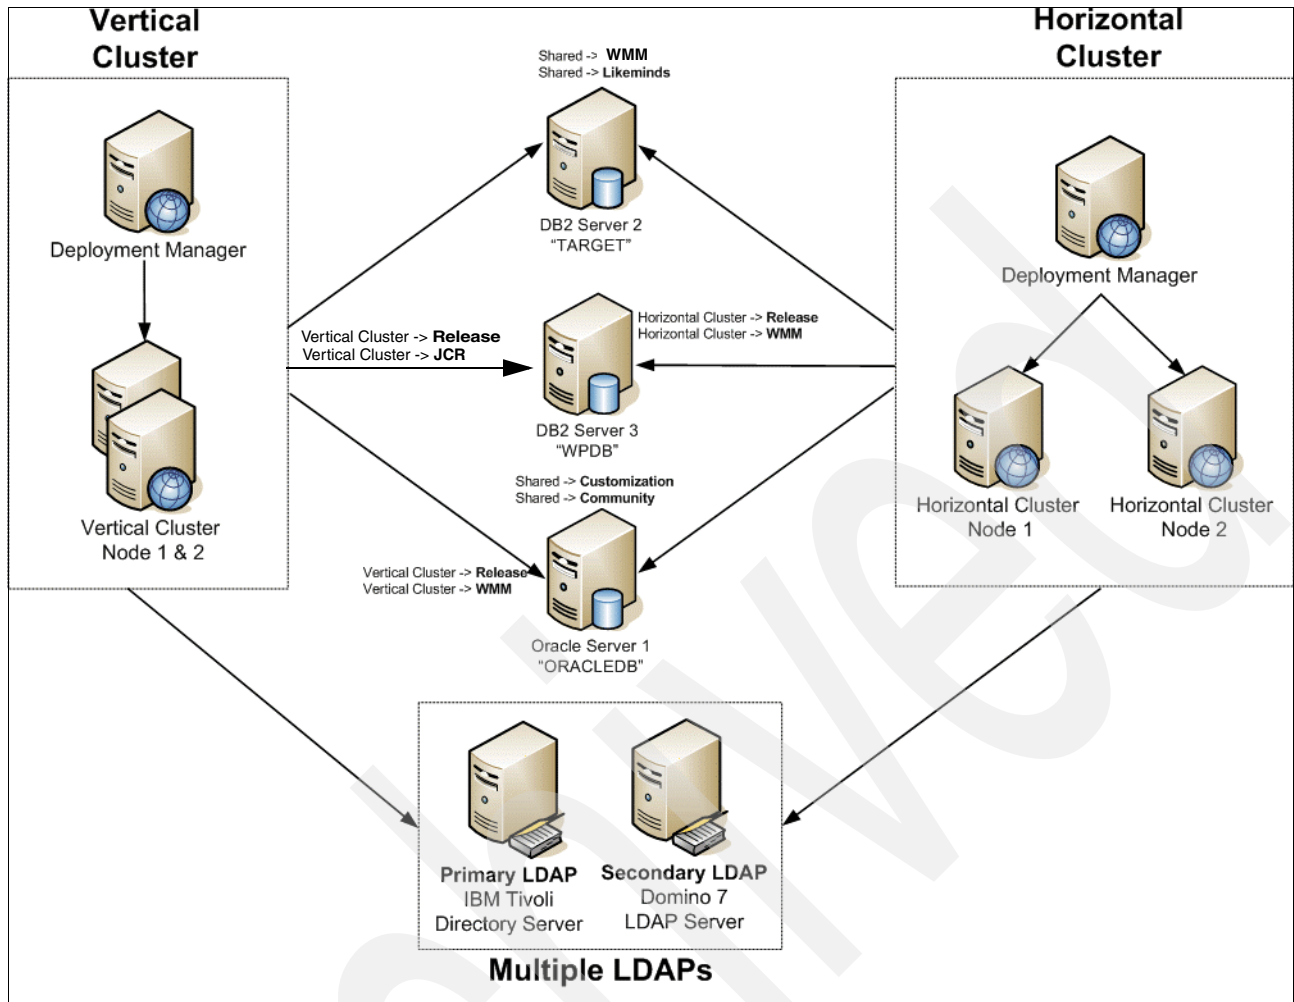 Vertical
Cluster
Horizontal
Cluster
Shared -> WMM
Shared -> Likeminds
Deployment Manager
DB2 Server 2
“TARGET”
Deployment Manager
Vertical Cluster -> Release
Vertical Cluster -> JCR
Horizontal Cluster -> Release
Horizontal Cluster -> WMM
DB2 Server 3
“WPDB”
Vertical Cluster
Node 1 & 2
Horizontal Cluster
Node 1
Horizontal Cluster
Node 2
Shared -> Customization
Shared -> Community
Vertical Cluster -> Release
Vertical Cluster -> WMM
Oracle Server 1
“ORACLEDB”
Primary LDAP
IBM Tivoli
Directory Server
Secondary LDAP
Domino 7
LDAP Server
Multiple LDAPs